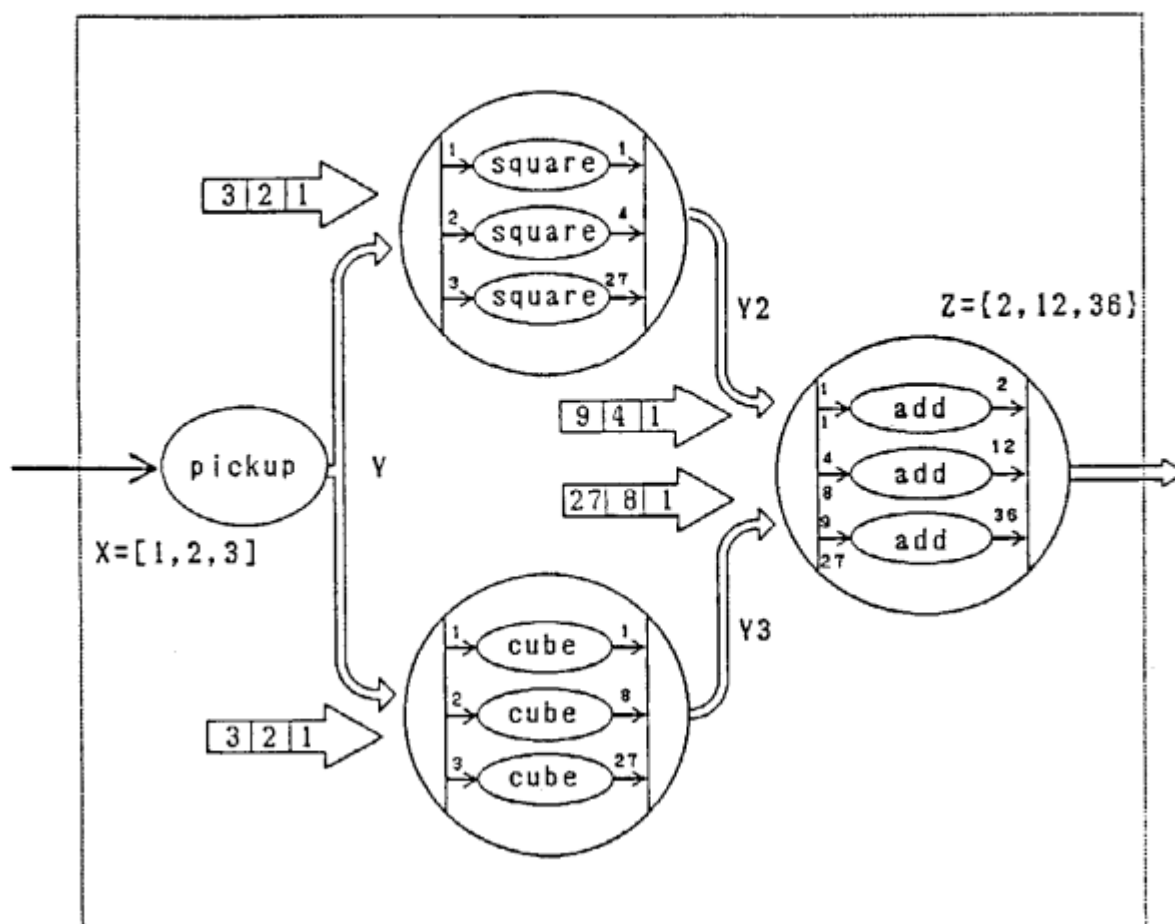 1 square 1
3 2 1
2 square 4
3 square 27
Y2
Z={2,12,36}
1 1 add 2
9 4 1
pickup
Y
4 8 add 12
27 8 1
9 27 add 36
X=[1,2,3]
Y3
1 cube 1
2 cube 8
3 2 1
3 cube 27